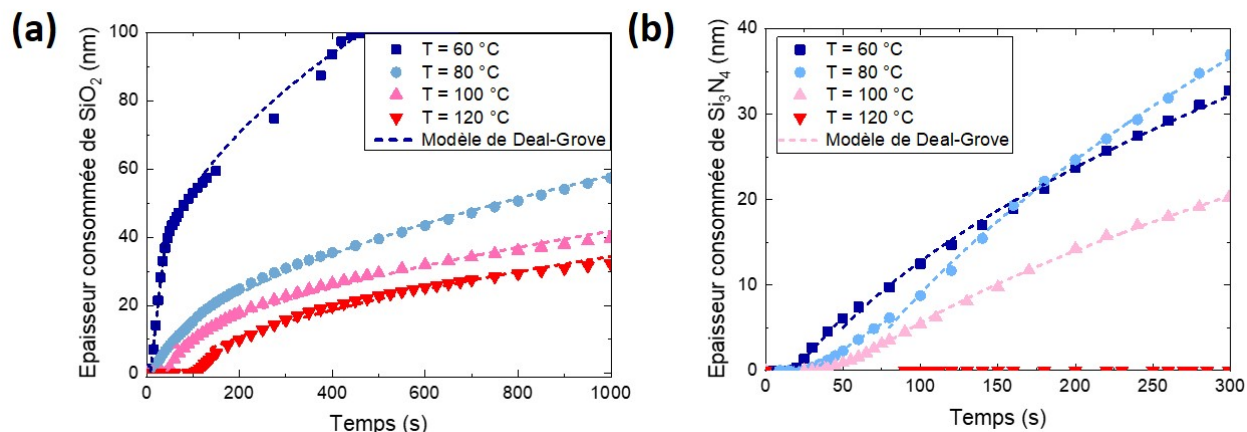 (a)
Epaisseur consommée de SiO2 (nm)
100
80
60
40
20
0
T = 60 °C
T = 80 °C
T = 100 °C
T = 120 °C
Modèle de Deal-Grove
0 200 400 600 800 1000
Temps (s)
(b)
Epaisseur consommée de Si3N4 (nm)
40
30
20
10
0
T = 60 °C
T = 80 °C
T = 100 °C
T = 120 °C
Modèle de Deal-Grove
0 50 100 150 200 250 300
Temps (s)